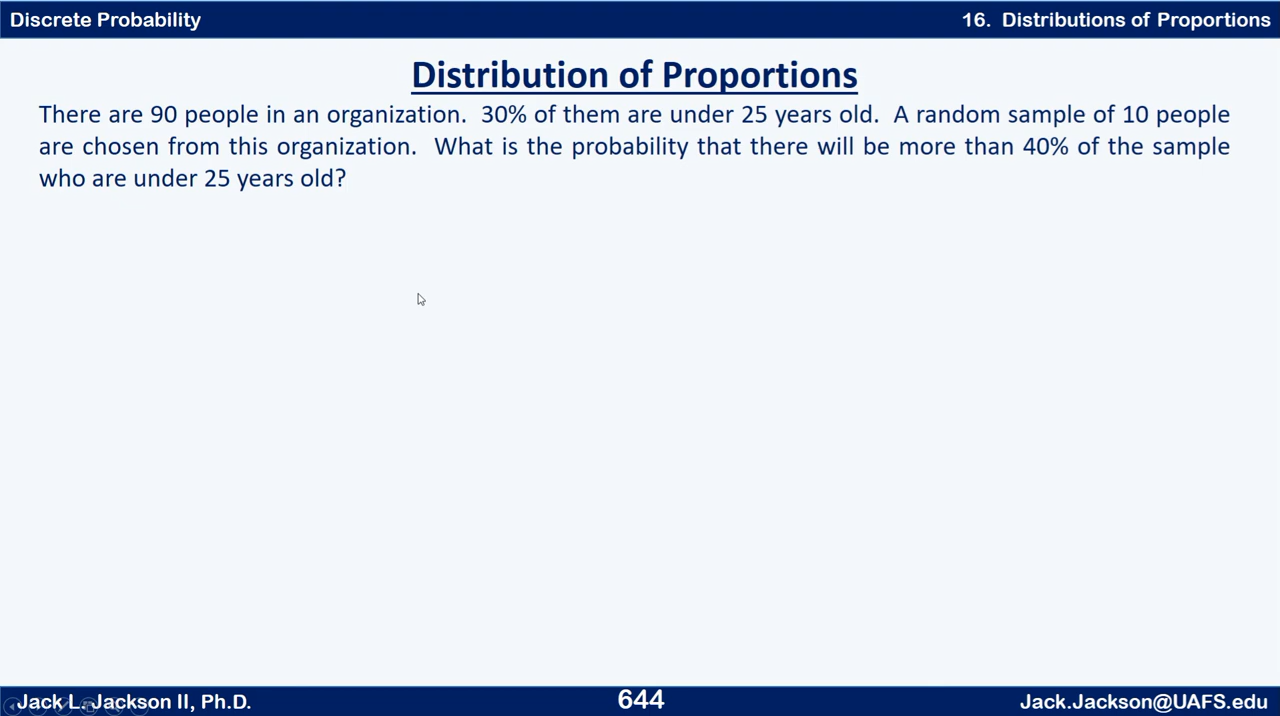 Discrete Probability
16. Distributions of Proportions
Distribution of Proportions
There are 90 people in an organization. 30% of them are under 25 years old. A random sample of 10 people
are chosen from this organization. What is the probability that there will be more than 40% of the sample
who are under 25 years old?
Jack L. Jackson II, Ph.D.
644
Jack.Jackson@UAFS.edu